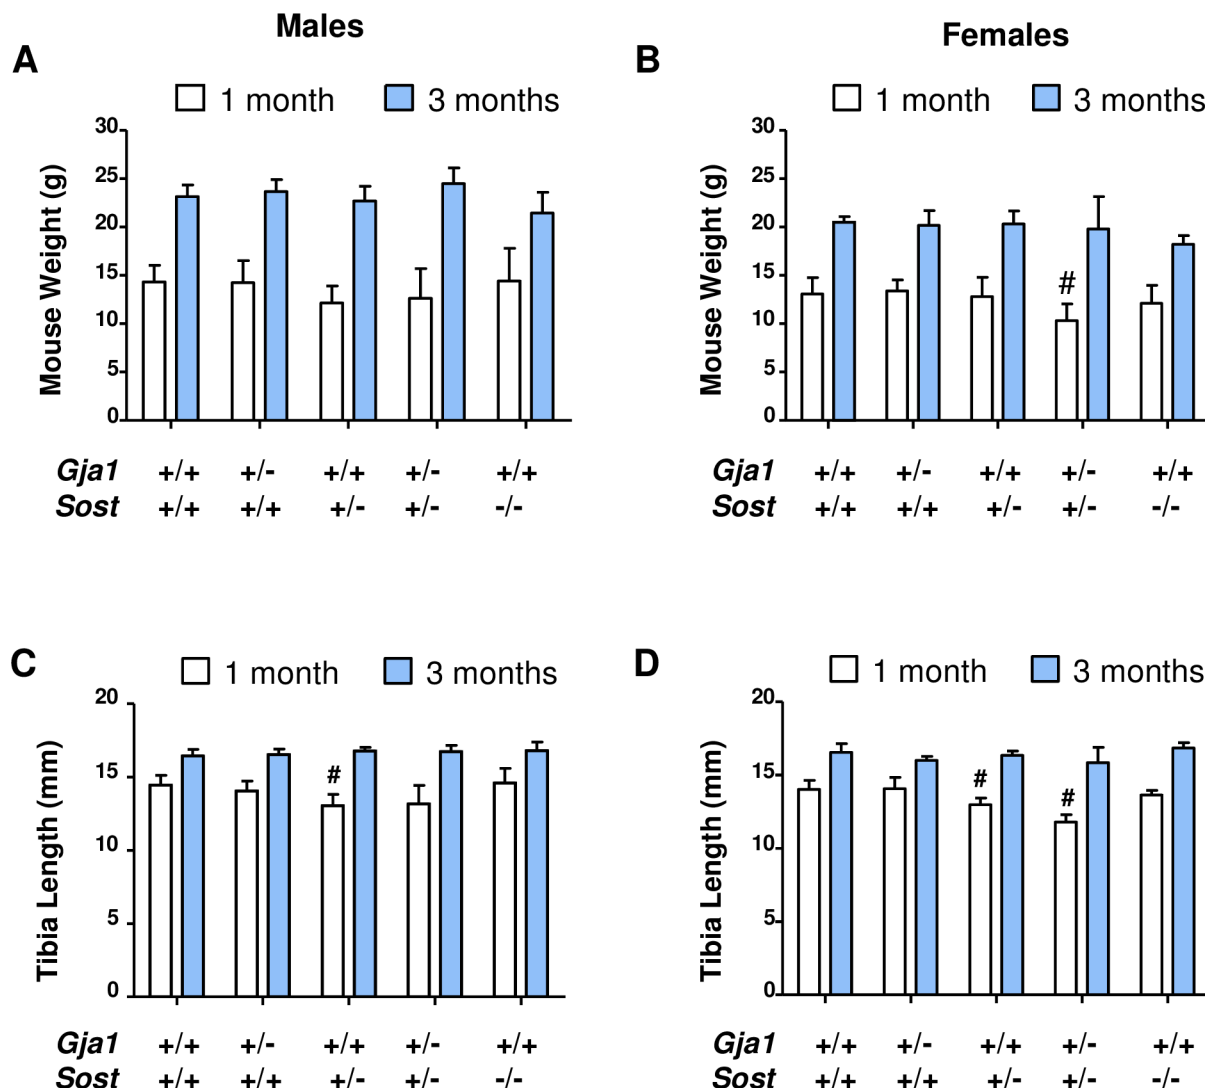 Males
Females
A
B
1 month
3 months
1 month
3 months
Mouse Weight (g)
30
25
20
15
10
5
0
Mouse Weight (g)
30
25
20
15
10
5
0
#
Gja1 +/+ +/- +/+ +/- +/+
Sost +/+ +/+ +/- +/- -/-
Gja1 +/+ +/- +/+ +/- +/+
Sost +/+ +/+ +/- +/- -/-
C
D
1 month
3 months
1 month
3 months
Tibia Length (mm)
20
15
10
5
0
#
Tibia Length (mm)
20
15
10
5
0
#
#
Gja1 +/+ +/- +/+ +/- +/+
Sost +/+ +/+ +/- +/- -/-
Gja1 +/+ +/- +/+ +/- +/+
Sost +/+ +/+ +/- +/- -/-